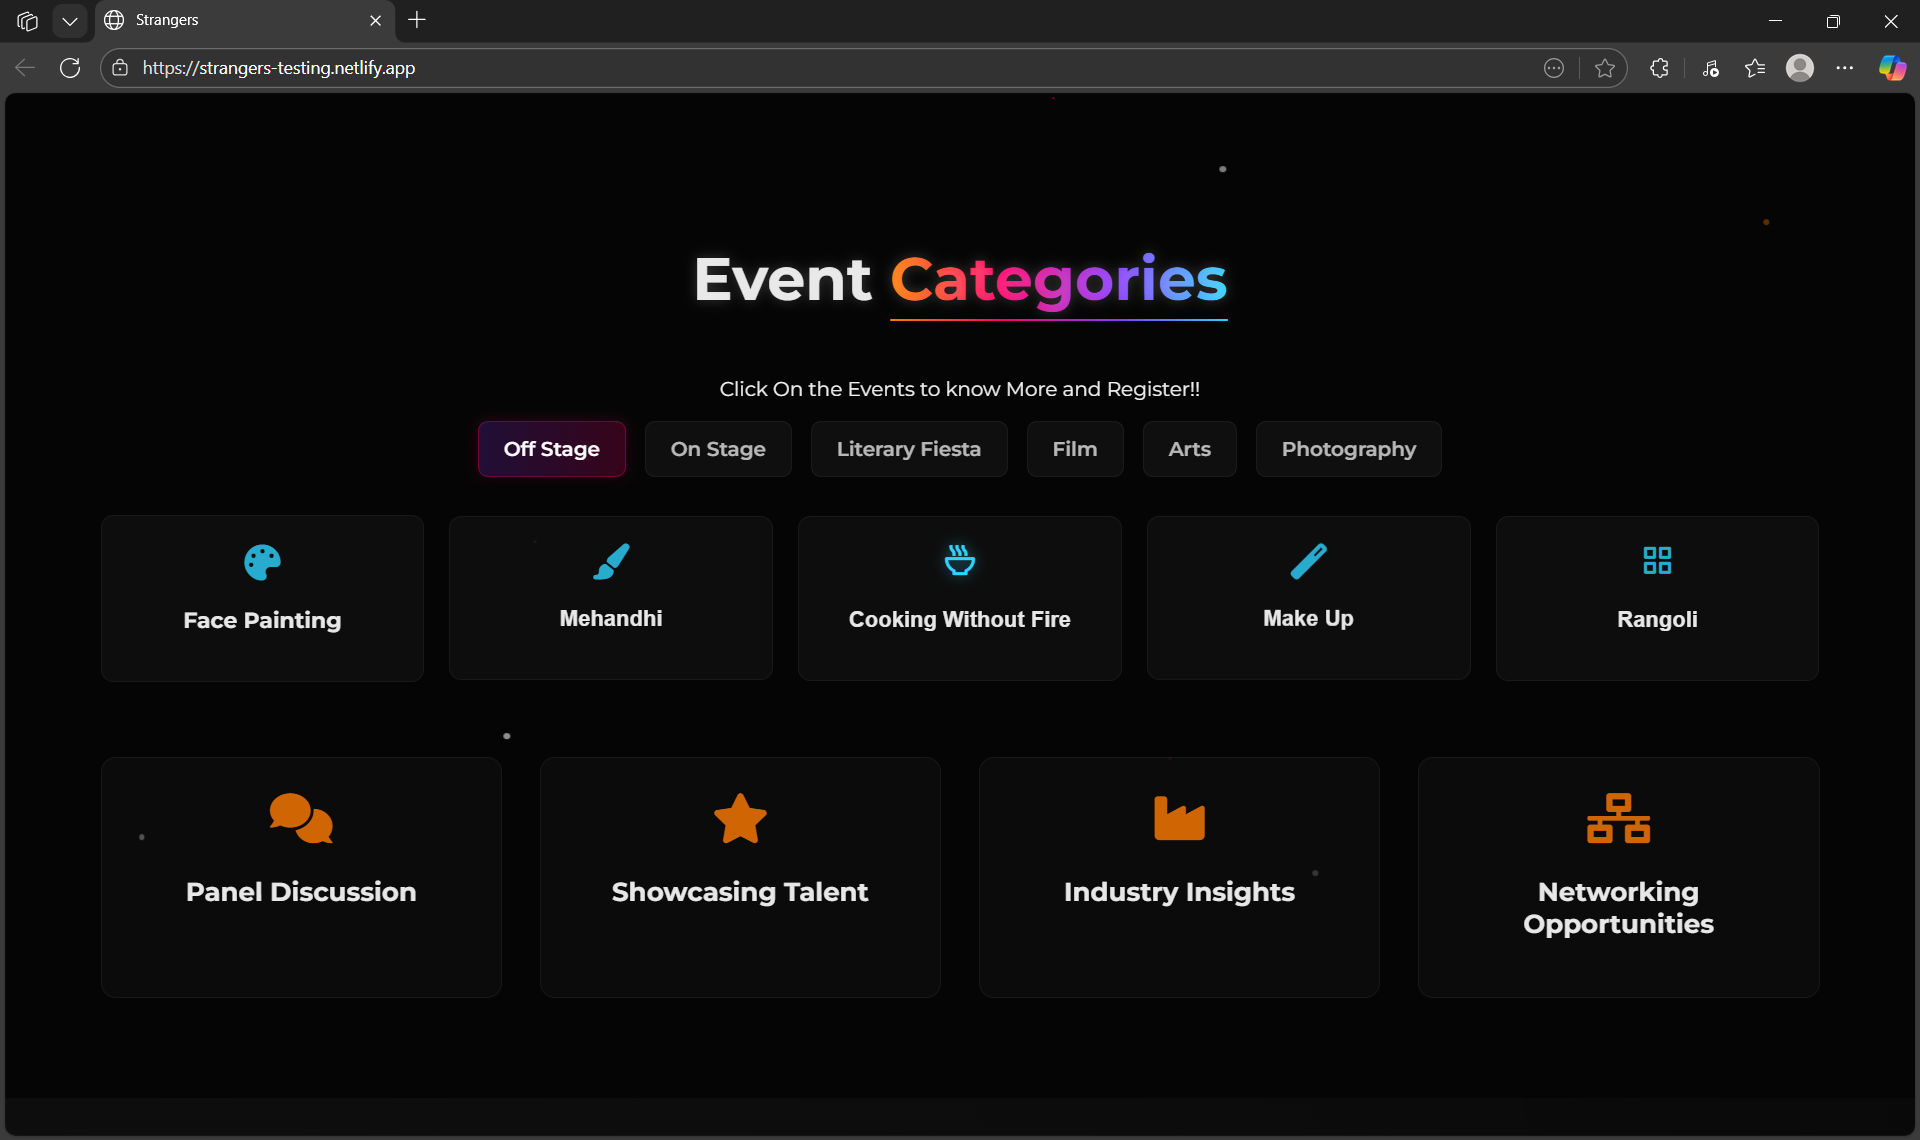 Strangers
https://strangers-testing.netlify.app
Event Categories
Click On the Events to know More and Register!!
Off Stage
On Stage
Literary Fiesta
Film
Arts
Photography
Face Painting
Mehandhi
Cooking Without Fire
Make Up
Rangoli
Panel Discussion
Showcasing Talent
Industry Insights
Networking
Opportunities